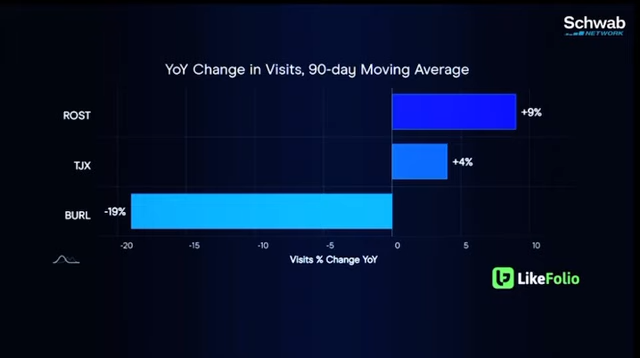 Schwab
NETWORK
YoY Change in Visits, 90-day Moving Average
ROST
+9%
TJX
+4%
BURL
-19%
-20 -15 -10 -5 0 5 10
Visits % Change YoY
LikeFolio